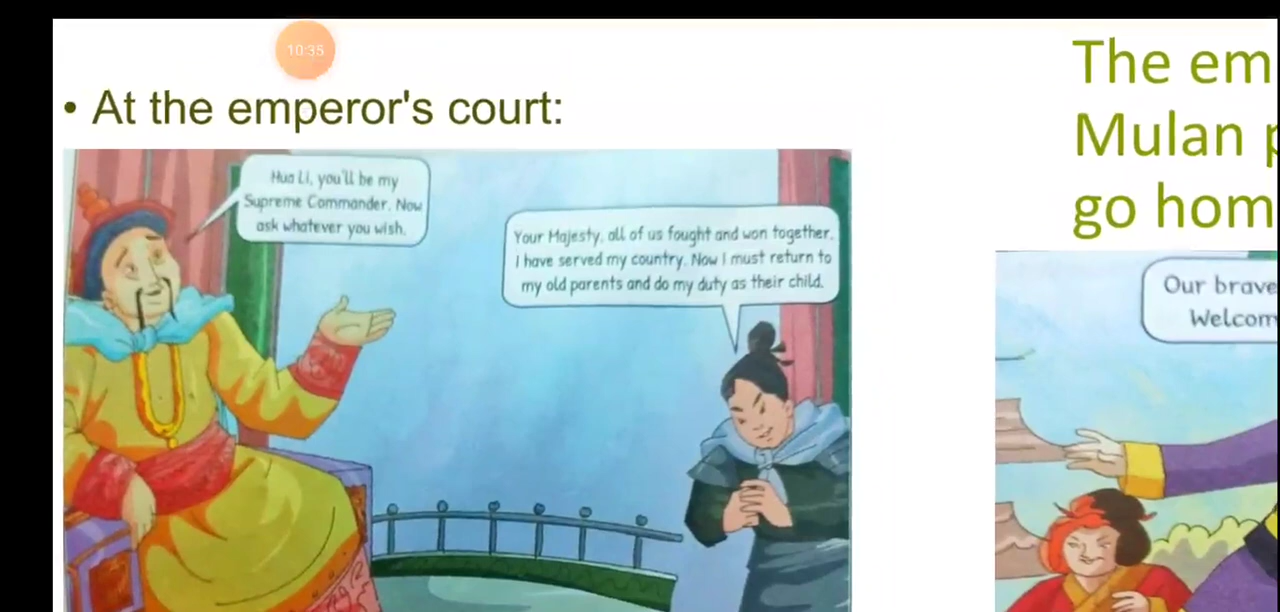 10:35
• At the emperor's court:
Hua Li, you'll be my
Supreme Commander. Now
ask whatever you wish.
Your Majesty, all of us fought and won together.
I have served my country. Now I must return to
my old parents and do my duty as their child.
The em
Mulan p
go hom
Our brave
Welcom